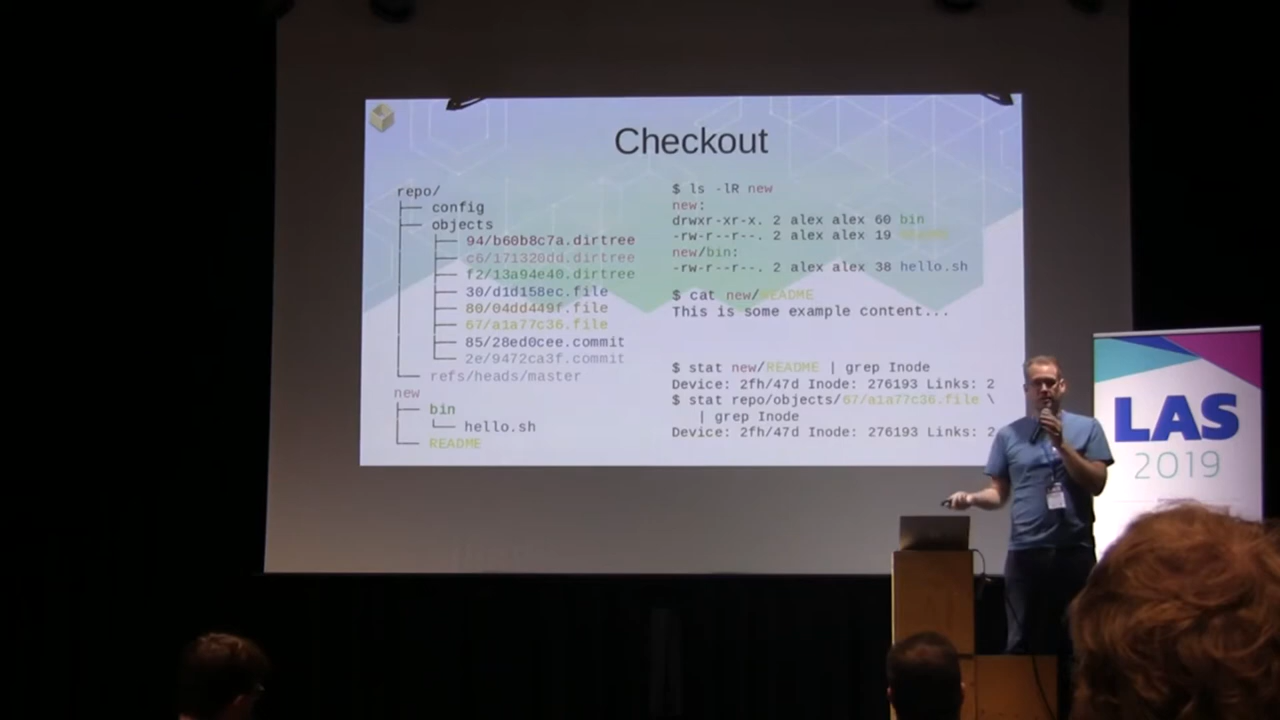 Checkout
repo/
├── config
├── objects
│   ├── 94/b60b8c7a.dirtree
│   ├── c6/171320dd.dirtree
│   ├── f2/13a94e40.dirtree
│   ├── 30/d1d158ec.file
│   ├── 80/04dd449f.file
│   ├── 67/a1a77c36.file
│   ├── 85/28ed0cee.commit
│   └── 2e/9472ca3f.commit
└── refs/heads/master
new
├── bin
│   └── hello.sh
└── README
$ ls -lR new
new:
drwxr-xr-x. 2 alex alex 60 bin
-rw-r--r--. 2 alex alex 19 README
new/bin:
-rw-r--r--. 2 alex alex 38 hello.sh
$ cat new/README
This is some example content...
$ stat new/README | grep Inode
Device: 2fh/47d Inode: 276193 Links: 2
$ stat repo/objects/67/a1a77c36.file \
| grep Inode
Device: 2fh/47d Inode: 276193 Links: 2
LAS
2019